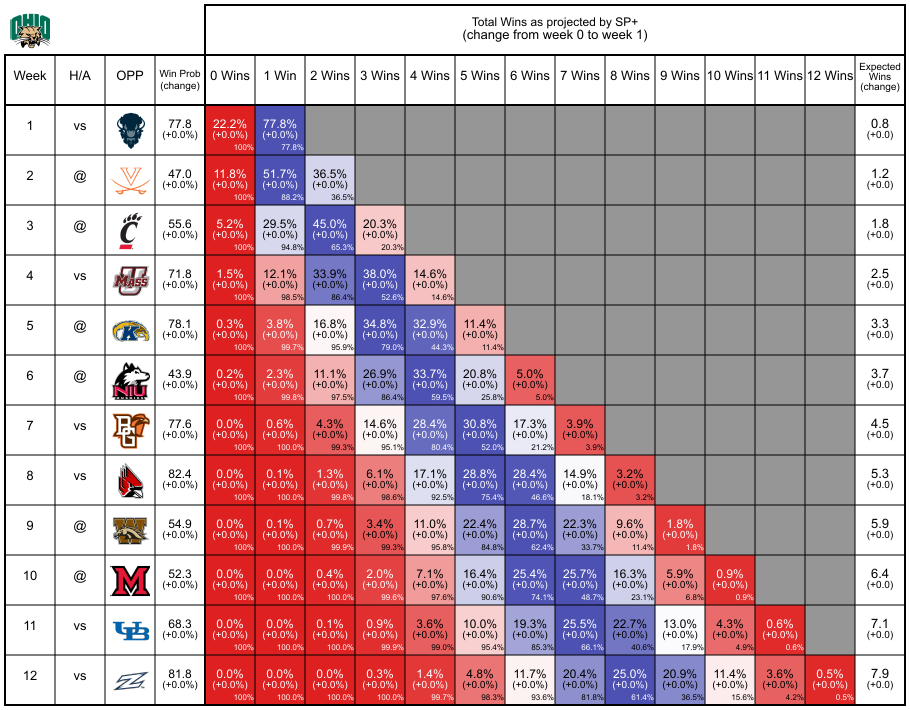 OHIO
Total Wins as projected by SP+
(change from week 0 to week 1)
Week H/A OPP Win Prob (change) 0 Wins 1 Win 2 Wins 3 Wins 4 Wins 5 Wins 6 Wins 7 Wins 8 Wins 9 Wins 10 Wins 11 Wins 12 Wins Expected Wins (change)
1 vs 77.8 22.2% 77.8% 0.8
(+0.0%) (+0.0%) (+0.0%) (+0.0)
100% 77.8%
2 @ V 47.0 11.8% 51.7% 36.5% 1.2
(+0.0%) (+0.0%) (+0.0%) (+0.0%) (+0.0)
100% 88.2% 36.5%
3 @ C 55.6 5.2% 29.5% 45.0% 20.3% 1.8
(+0.0%) (+0.0%) (+0.0%) (+0.0%) (+0.0%) (+0.0)
100% 94.8% 65.3% 20.3%
4 vs U MASS 71.8 1.5% 12.1% 33.9% 38.0% 14.6% 2.5
(+0.0%) (+0.0%) (+0.0%) (+0.0%) (+0.0%) (+0.0%) (+0.0)
100% 98.5% 86.4% 52.6% 14.6%
5 @ K 78.1 0.3% 3.8% 16.8% 34.8% 32.9% 11.4% 3.3
(+0.0%) (+0.0%) (+0.0%) (+0.0%) (+0.0%) (+0.0%) (+0.0%) (+0.0)
100% 99.7% 95.9% 79.0% 44.3% 11.4%
6 @ NIU 43.9 0.2% 2.3% 11.1% 26.9% 33.7% 20.8% 5.0% 3.7
(+0.0%) (+0.0%) (+0.0%) (+0.0%) (+0.0%) (+0.0%) (+0.0%) (+0.0%) (+0.0)
100% 99.8% 97.5% 86.4% 59.5% 25.8% 5.0%
7 vs BG 77.6 0.0% 0.6% 4.3% 14.6% 28.4% 30.8% 17.3% 3.9% 4.5
(+0.0%) (+0.0%) (+0.0%) (+0.0%) (+0.0%) (+0.0%) (+0.0%) (+0.0%) (+0.0%) (+0.0)
100% 100.0% 99.3% 95.1% 80.4% 52.0% 21.2% 3.9%
8 vs 82.4 0.0% 0.1% 1.3% 6.1% 17.1% 28.8% 28.4% 14.9% 3.2% 5.3
(+0.0%) (+0.0%) (+0.0%) (+0.0%) (+0.0%) (+0.0%) (+0.0%) (+0.0%) (+0.0%) (+0.0%) (+0.0)
100% 100.0% 99.8% 98.6% 92.5% 75.4% 46.6% 18.1% 3.2%
9 @ W 54.9 0.0% 0.1% 0.7% 3.4% 11.0% 22.4% 28.7% 22.3% 9.6% 1.8% 5.9
(+0.0%) (+0.0%) (+0.0%) (+0.0%) (+0.0%) (+0.0%) (+0.0%) (+0.0%) (+0.0%) (+0.0%) (+0.0%) (+0.0)
100% 100.0% 99.9% 99.3% 95.8% 84.8% 62.4% 33.7% 11.4% 1.8%
10 @ M 52.3 0.0% 0.0% 0.4% 2.0% 7.1% 16.4% 25.4% 25.7% 16.3% 5.9% 0.9% 6.4
(+0.0%) (+0.0%) (+0.0%) (+0.0%) (+0.0%) (+0.0%) (+0.0%) (+0.0%) (+0.0%) (+0.0%) (+0.0%) (+0.0%) (+0.0)
100% 100.0% 100.0% 99.6% 97.6% 90.6% 74.1% 48.7% 23.1% 6.8% 0.9%
11 vs UB 68.3 0.0% 0.0% 0.1% 0.9% 3.6% 10.0% 19.3% 25.5% 22.7% 13.0% 4.3% 0.6% 7.1
(+0.0%) (+0.0%) (+0.0%) (+0.0%) (+0.0%) (+0.0%) (+0.0%) (+0.0%) (+0.0%) (+0.0%) (+0.0%) (+0.0%) (+0.0%) (+0.0)
100% 100.0% 100.0% 99.9% 99.0% 95.4% 85.3% 66.1% 40.6% 17.9% 4.9% 0.6%
12 vs Z 81.8 0.0% 0.0% 0.0% 0.3% 1.4% 4.8% 11.7% 20.4% 25.0% 20.9% 11.4% 3.6% 0.5% 7.9
(+0.0%) (+0.0%) (+0.0%) (+0.0%) (+0.0%) (+0.0%) (+0.0%) (+0.0%) (+0.0%) (+0.0%) (+0.0%) (+0.0%) (+0.0%) (+0.0%) (+0.0)
100% 100.0% 100.0% 100.0% 99.7% 98.3% 93.6% 81.8% 61.4% 36.5% 15.6% 4.2% 0.5%